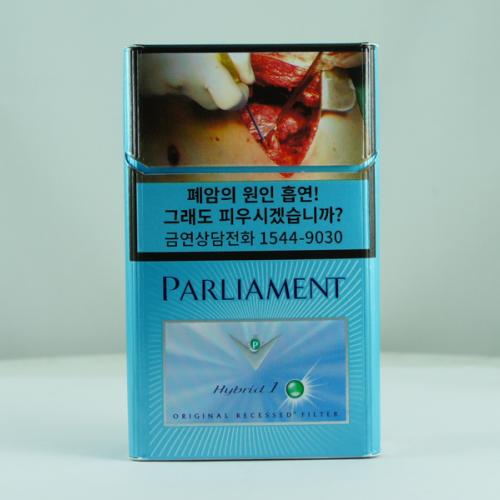 폐암의 원인 흡연!
그래도 피우시겠습니까?
금연상담전화 1544-9030
PARLIAMENT
P
Hybrid 1
ORIGINAL RECESSED® FILTER